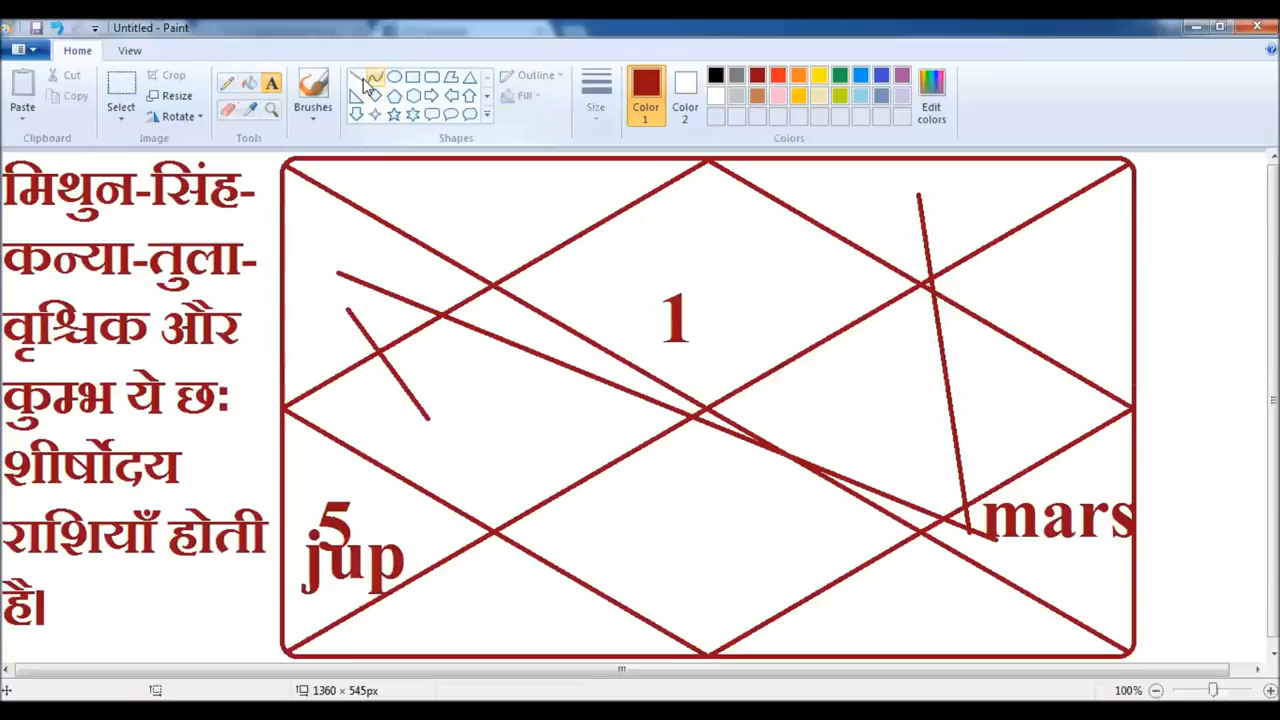 Untitled - Paint
Home View
Cut
Copy
Paste
Clipboard
Select
Crop
Resize
Rotate
Image
Tools
Brushes
Shapes
Outline
Fill
Size
Color 1
Color 2
Edit colors
Colors
मिथुन-सिंह-
कन्या-तुला-
वृश्चिक और
कुम्भ ये छः
शीर्षोदय
राशियाँ होती
है।
1
5
jup
mars
1360 × 545px
100%